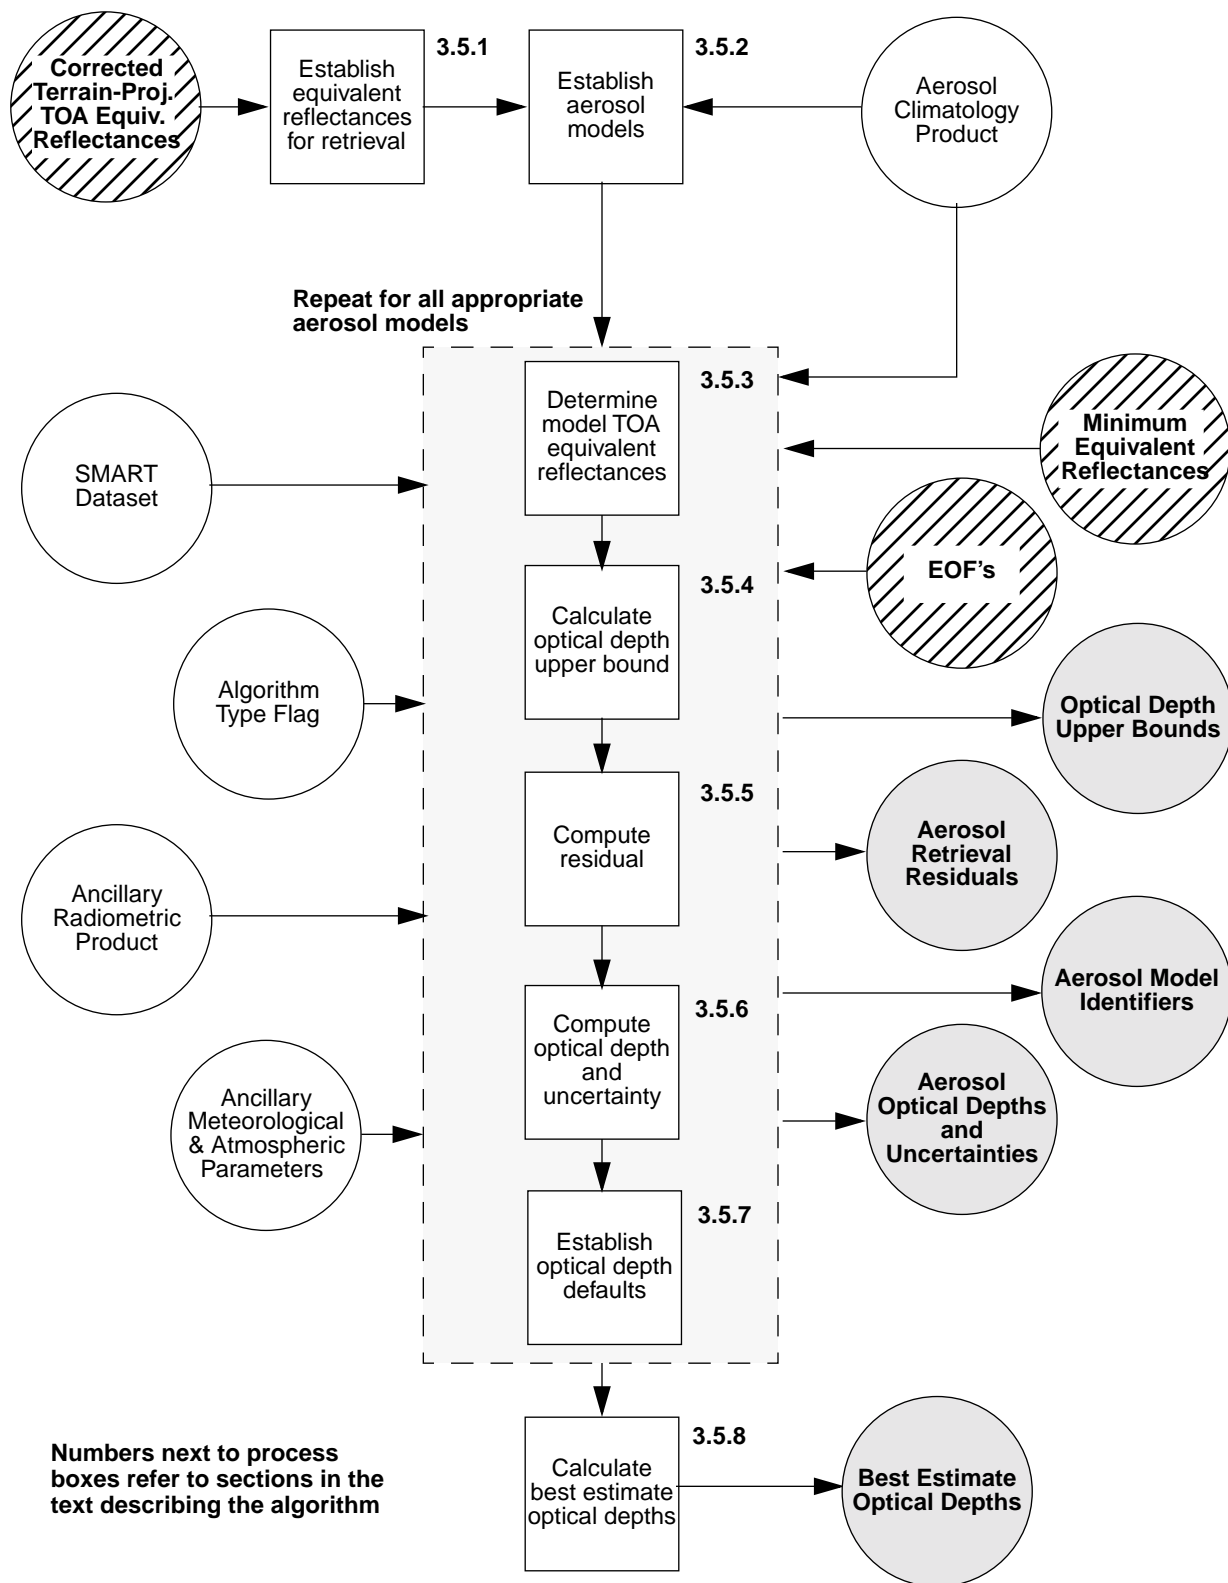 Corrected
Terrain-Proj.
TOA Equiv.
Reflectances
3.5.1
Establish
equivalent
reflectances
for retrieval
3.5.2
Establish
aerosol
models
Aerosol
Climatology
Product
Repeat for all appropriate
aerosol models
3.5.3
Determine
model TOA
equivalent
reflectances
Minimum
Equivalent
Reflectances
SMART
Dataset
EOF's
3.5.4
Calculate
optical depth
upper bound
Algorithm
Type Flag
Optical Depth
Upper Bounds
3.5.5
Compute
residual
Aerosol
Retrieval
Residuals
Ancillary
Radiometric
Product
Aerosol Model
Identifiers
3.5.6
Compute
optical depth
and
uncertainty
Aerosol
Optical Depths
and
Uncertainties
Ancillary
Meteorological
& Atmospheric
Parameters
3.5.7
Establish
optical depth
defaults
3.5.8
Calculate
best estimate
optical depths
Best Estimate
Optical Depths
Numbers next to process
boxes refer to sections in the
text describing the algorithm